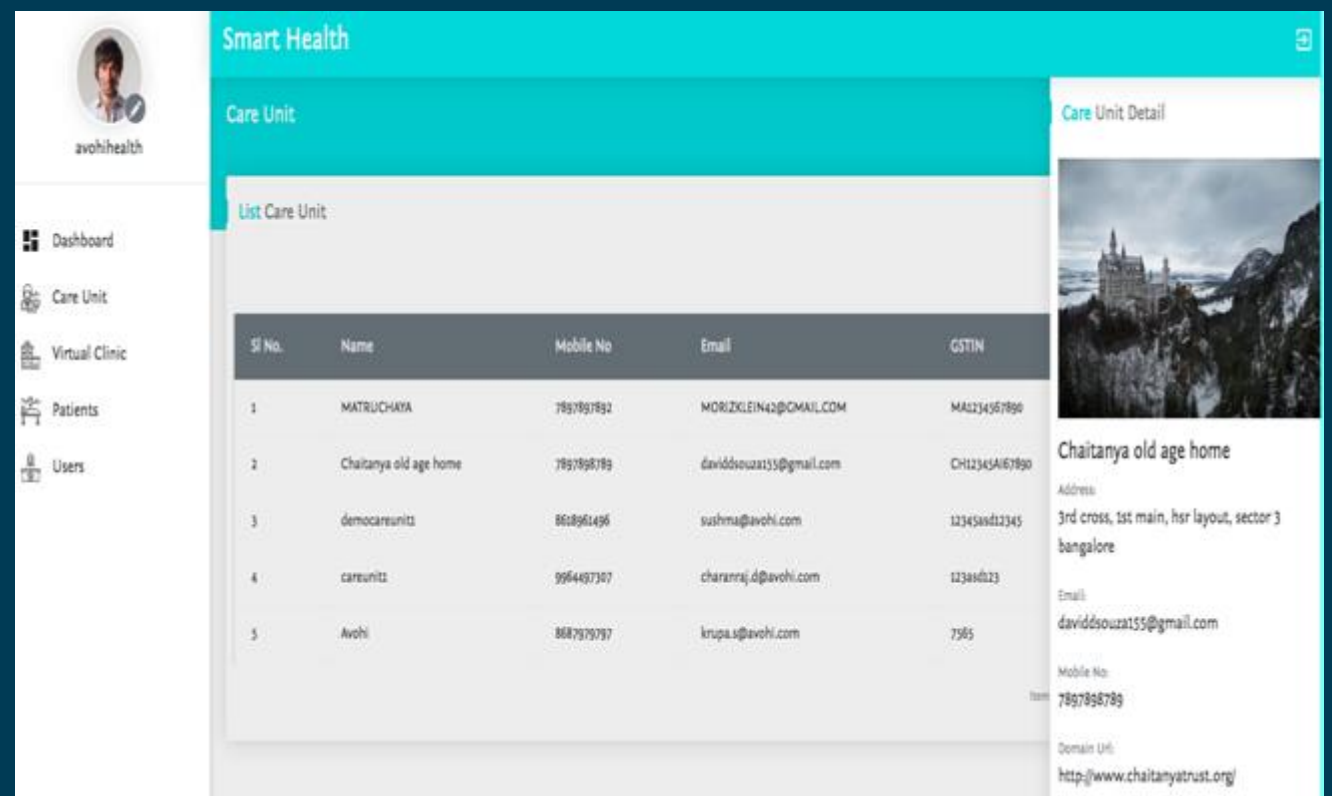 Smart Health
avohihealth
Dashboard
Care Unit
Virtual Clinic
Patients
Users
Care Unit
List Care Unit
Sl No. Name Mobile No Email GSTIN
1 MATRUCHAYA 7897897892 MORIZKLEIN42@GMAIL.COM MA1234567890
2 Chaitanya old age home 7897898789 daviddsouza155@gmail.com CH12345AI67890
3 democareunit1 8618961496 sushma@avohi.com 12345asd12345
4 careunit1 9964497307 charanraj.d@avohi.com 123asd123
5 Avohi 8687979797 krupa.s@avohi.com 7565
Care Unit Detail
Chaitanya old age home
Address:
3rd cross, 1st main, hsr layout, sector 3
bangalore
Email:
daviddsouza155@gmail.com
Mobile No:
7897898789
Domain Url:
http://www.chaitanyatrust.org/